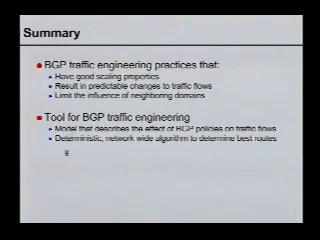 Summary
BGP traffic engineering practices that:
Have good scaling properties
Result in predictable changes to traffic flows
Limit the influence of neighboring domains
Tool for BGP traffic engineering
Model that describes the effect of BGP policies on traffic flows
Deterministic, network wide algorithm to determine best routes